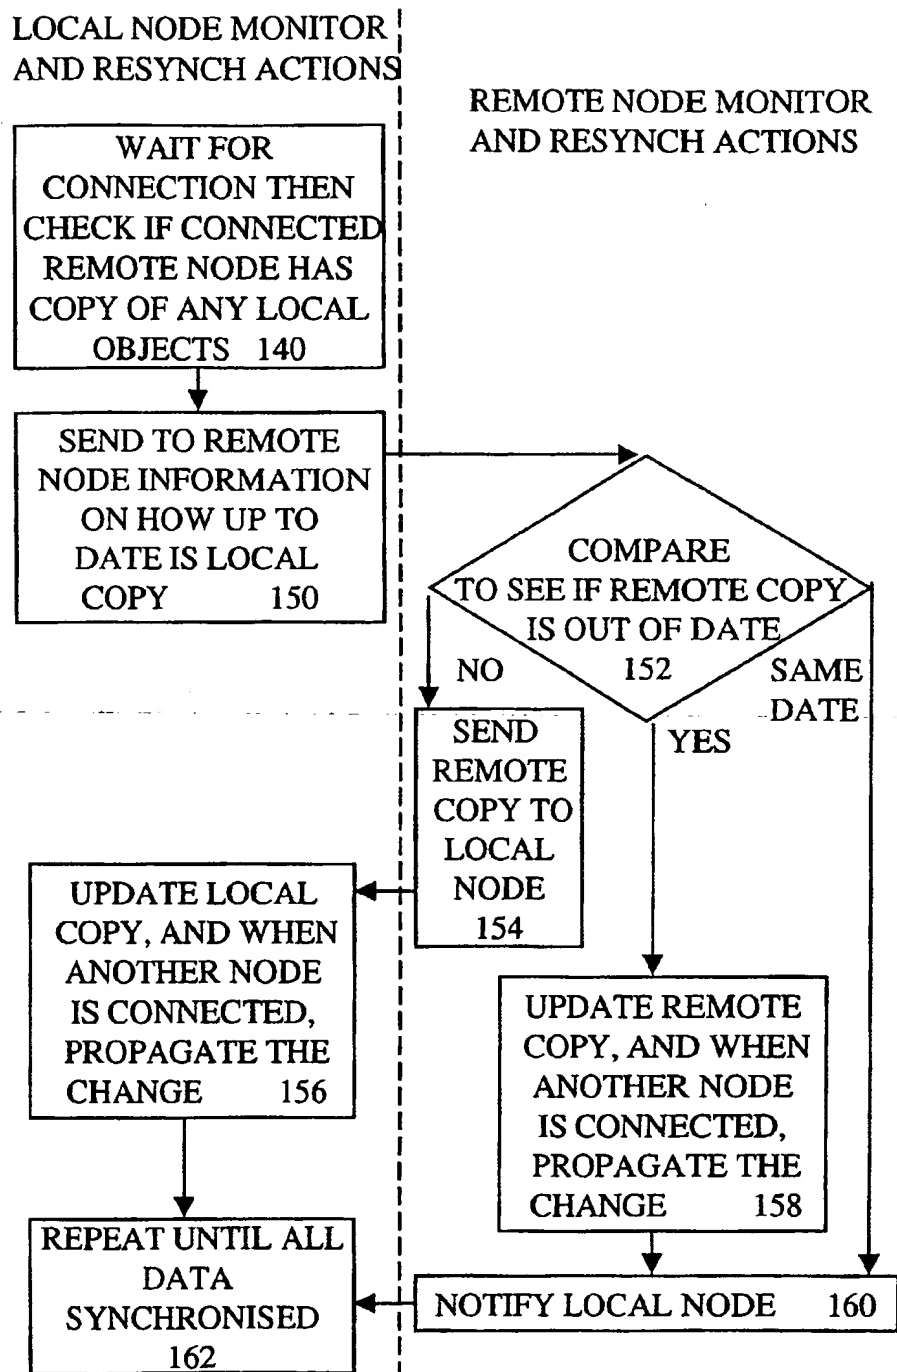 LOCAL NODE MONITOR
AND RESYNCH ACTIONS
REMOTE NODE MONITOR
AND RESYNCH ACTIONS
WAIT FOR
CONNECTION THEN
CHECK IF CONNECTED
REMOTE NODE HAS
COPY OF ANY LOCAL
OBJECTS 140
SEND TO REMOTE
NODE INFORMATION
ON HOW UP TO
DATE IS LOCAL
COPY 150
COMPARE
TO SEE IF REMOTE COPY
IS OUT OF DATE
152
NO
SAME
DATE
YES
SEND
REMOTE
COPY TO
LOCAL
NODE
154
UPDATE LOCAL
COPY, AND WHEN
ANOTHER NODE
IS CONNECTED,
PROPAGATE THE
CHANGE 156
UPDATE REMOTE
COPY, AND WHEN
ANOTHER NODE
IS CONNECTED,
PROPAGATE THE
CHANGE 158
REPEAT UNTIL ALL
DATA
SYNCHRONISED
162
NOTIFY LOCAL NODE 160